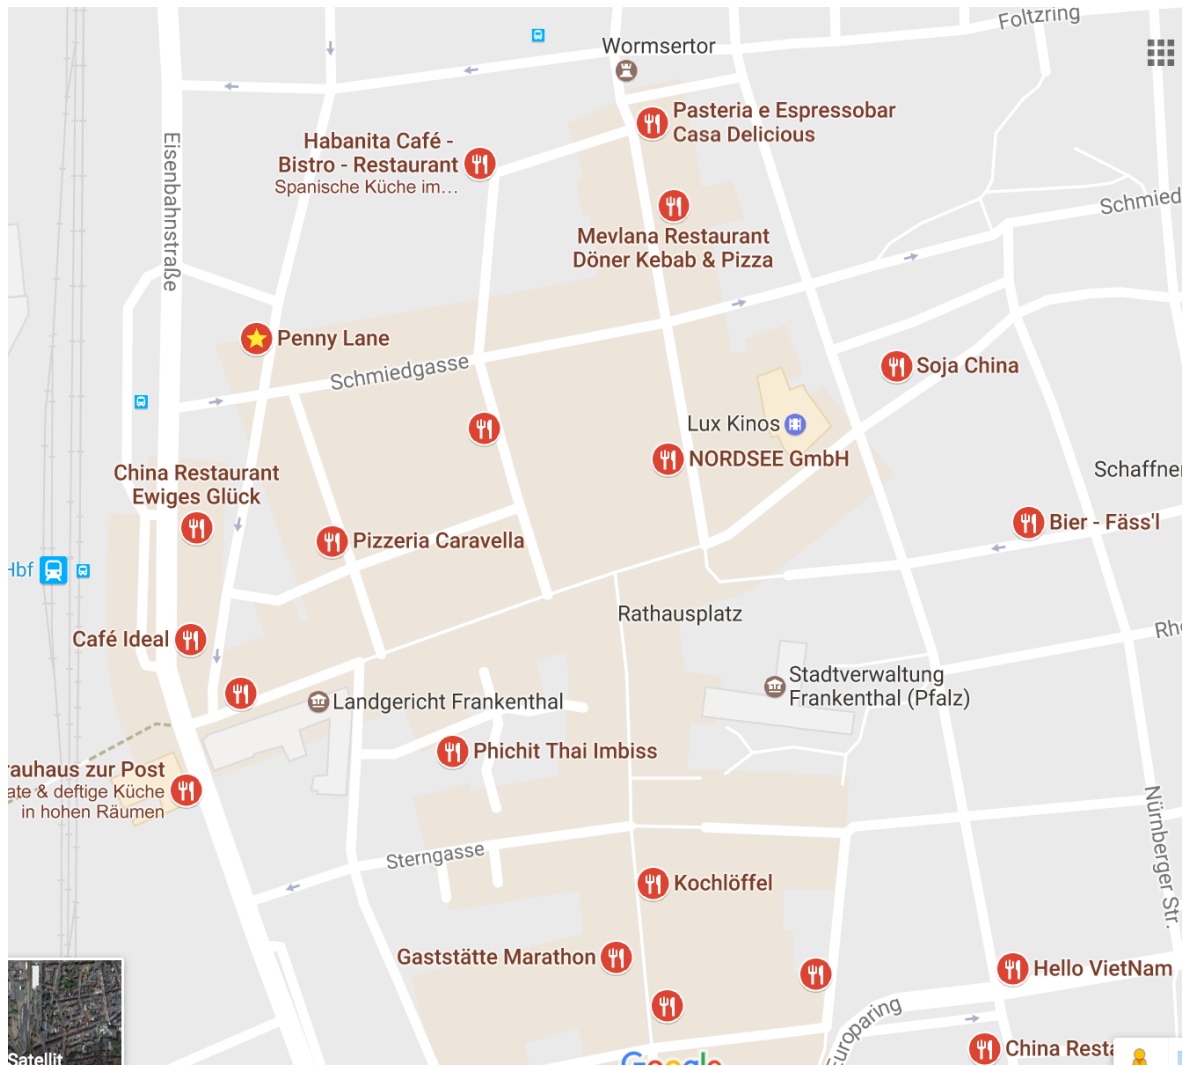 Foltzring
Wormsertor
Pasteria e Espressobar
Casa Delicious
Habanita Café -
Bistro - Restaurant
Spanische Küche im...
Eisenbahnstraße
Schmied
Mevlana Restaurant
Döner Kebab & Pizza
Penny Lane
Schmiedgasse
Soja China
Lux Kinos
NORDSEE GmbH
China Restaurant
Ewiges Glück
Schaffner
Bier - Fäss'l
Pizzeria Caravella
Hbf
Rathausplatz
Café Ideal
Rhe
Stadtverwaltung
Frankenthal (Pfalz)
Landgericht Frankenthal
Phichit Thai Imbiss
rauhaus zur Post
ate & deftige Küche
in hohen Räumen
Nürnberger Str.
Sterngasse
Kochlöffel
Gaststätte Marathon
Hello VietNam
Europaring
China Resta
Satellit
Google